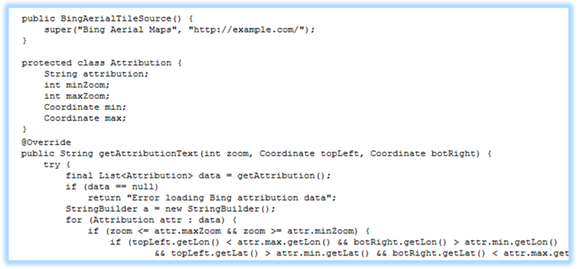 public BingAerialTileSource() {
super("Bing Aerial Maps", "http://example.com/");
}
protected class Attribution {
String attribution;
int minZoom;
int maxZoom;
Coordinate min;
Coordinate max;
}
@Override
public String getAttributionText(int zoom, Coordinate topLeft, Coordinate botRight) {
try {
final List<Attribution> data = getAttribution();
if (data == null)
return "Error loading Bing attribution data";
StringBuilder a = new StringBuilder();
for (Attribution attr : data) {
if (zoom <= attr.maxZoom && zoom >= attr.minZoom) {
if (topLeft.getLon() < attr.max.getLon() && botRight.getLon() > attr.min.getLon()
&& topLeft.getLat() > attr.min.getLat() && botRight.getLat() < attr.max.get